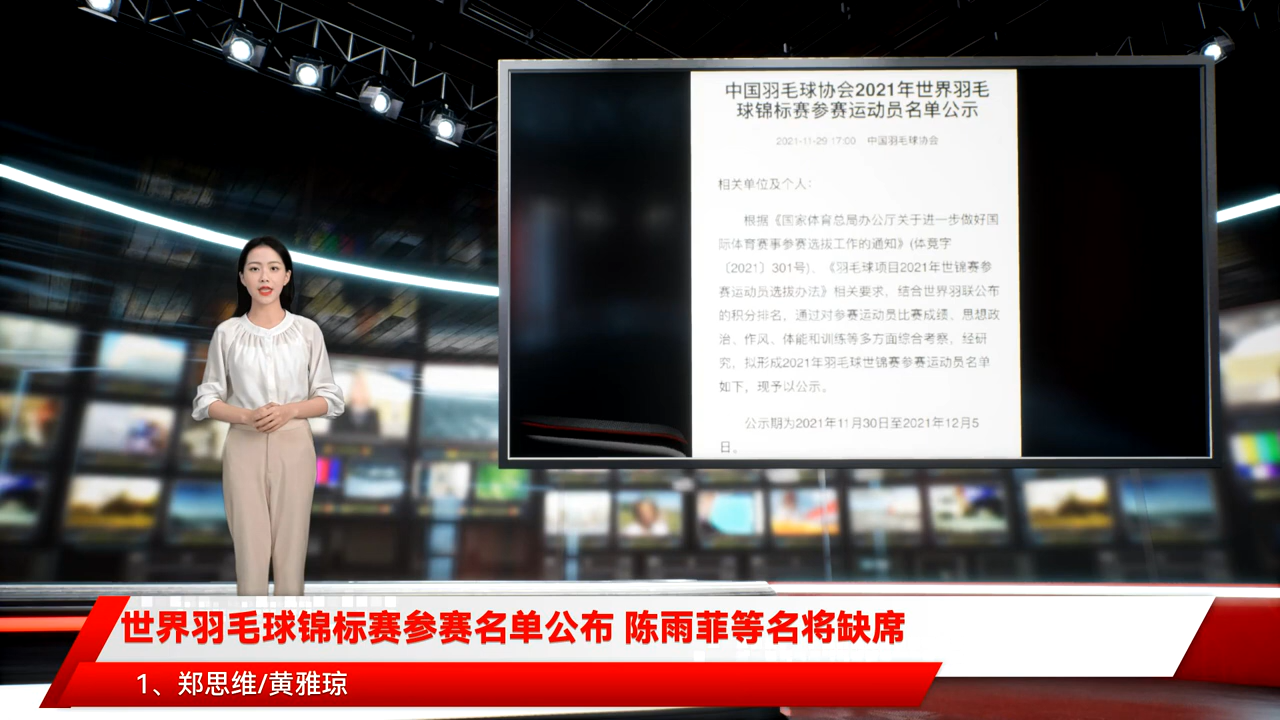 中国羽毛球协会2021年世界羽毛
球锦标赛参赛运动员名单公示
2021-11-29 17:00 中国羽毛球协会
相关单位及个人：
根据《国家体育总局办公厅关于进一步做好国
际体育赛事参赛选拔工作的通知》(体竞字
〔2021〕301号)、《羽毛球项目2021年世锦赛参
赛运动员选拔办法》相关要求，结合世界羽联公布
的积分排名，通过对参赛运动员比赛成绩、思想政
治、作风、体能和训练等多方面综合考察，经研
究，拟形成2021年羽毛球世锦赛参赛运动员名单
如下，现予以公示。
公示期为2021年11月30日至2021年12月5
日。
世界羽毛球锦标赛参赛名单公布 陈雨菲等名将缺席
1、郑思维/黄雅琼